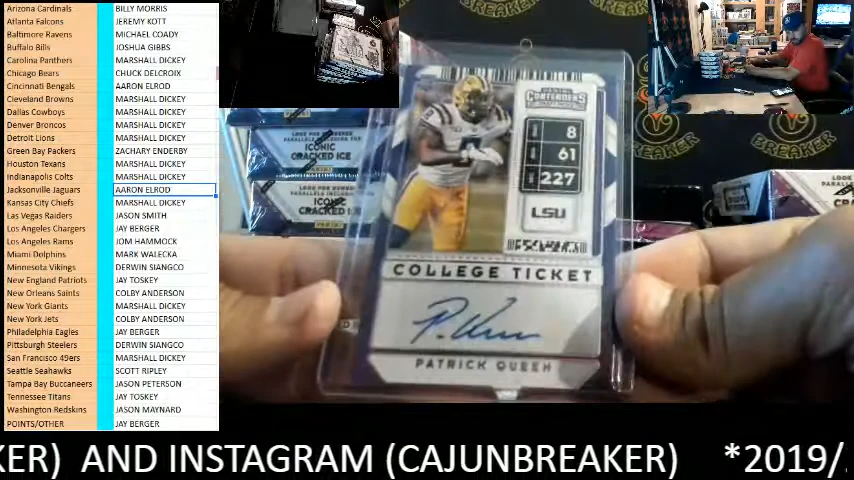 Arizona Cardinals BILLY MORRIS
Atlanta Falcons JEREMY KOTT
Baltimore Ravens MICHAEL COADY
Buffalo Bills JOSHUA GIBBS
Carolina Panthers MARSHALL DICKEY
Chicago Bears CHUCK DELCROIX
Cincinnati Bengals AARON ELROD
Cleveland Browns MARSHALL DICKEY
Dallas Cowboys MARSHALL DICKEY
Denver Broncos MARSHALL DICKEY
Detroit Lions MARSHALL DICKEY
Green Bay Packers ZACHARY ENDERBY
Houston Texans MARSHALL DICKEY
Indianapolis Colts MARSHALL DICKEY
Jacksonville Jaguars AARON ELROD
Kansas City Chiefs MARSHALL DICKEY
Las Vegas Raiders JASON SMITH
Los Angeles Chargers JAY BERGER
Los Angeles Rams JOM HAMMOCK
Miami Dolphins MARK WALECKA
Minnesota Vikings DERWIN SIANGCO
New England Patriots JAY TOSKEY
New Orleans Saints COLBY ANDERSON
New York Giants MARSHALL DICKEY
New York Jets COLBY ANDERSON
Philadelphia Eagles JAY BERGER
Pittsburgh Steelers DERWIN SIANGCO
San Francisco 49ers MARSHALL DICKEY
Seattle Seahawks SCOTT RIPLEY
Tampa Bay Buccaneers JASON PETERSON
Tennessee Titans JAY TOSKEY
Washington Redskins JASON MAYNARD
POINTS/OTHER JAY BERGER
BREAKER
BREAKER
BREAKER
ICONIC
CRACKED ICE
ICONIC
CRACKED
CONTENDERS
8
61
227
LSU
COLLEGE TICKET
PATRICK QUEEN
KER) AND INSTAGRAM (CAJUNBREAKER) *2019/